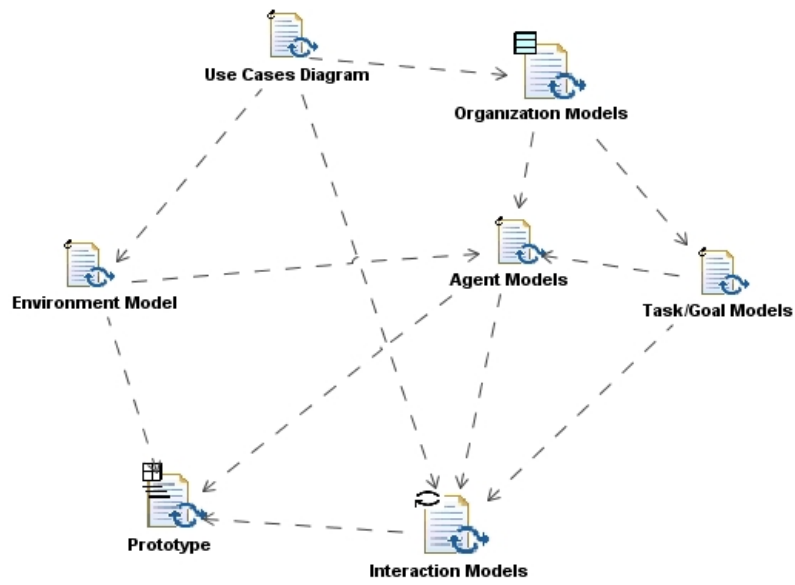 Use Cases Diagram
Organization Models
Agent Models
Environment Model
Task/Goal Models
Prototype
Interaction Models